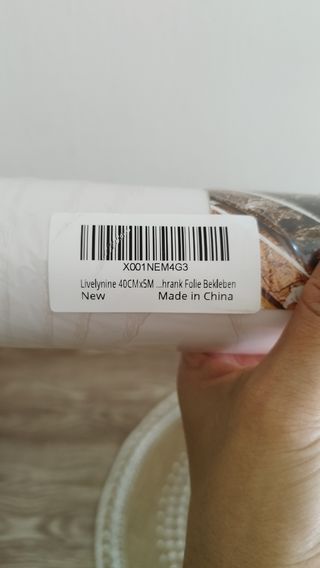 X001NEM4G3
Livelynine 40CMx5M ...hrank Folie Bekleben
New Made in China